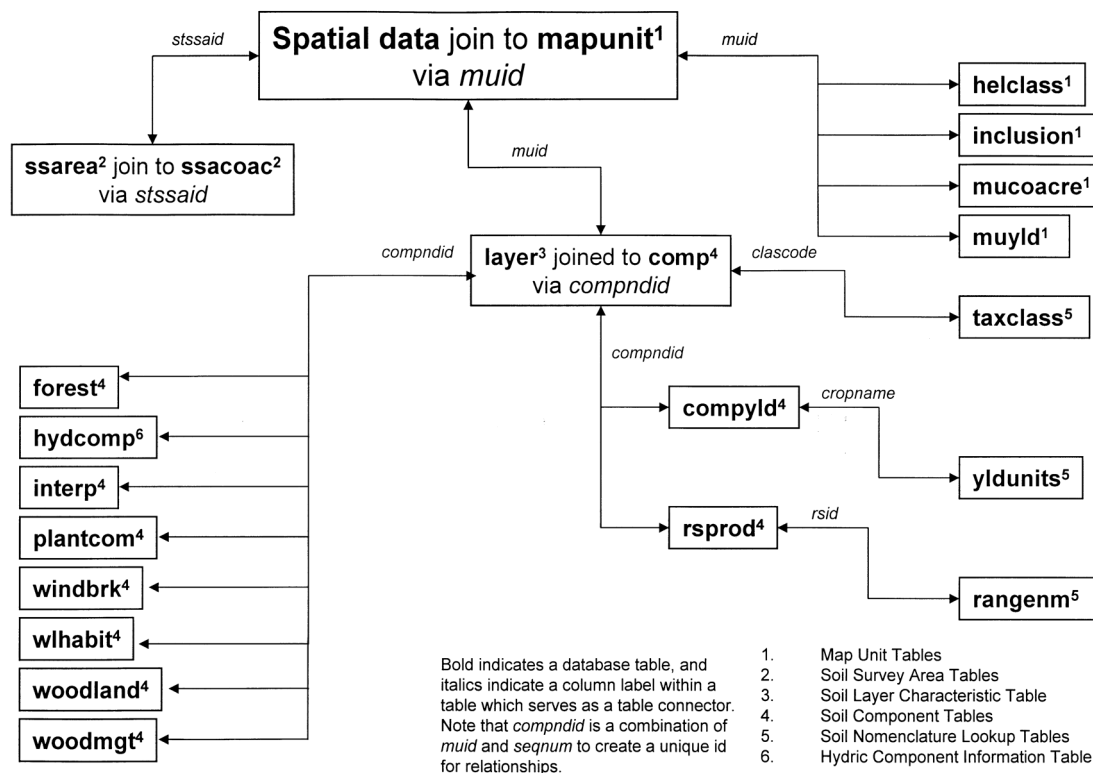 stssaid
Spatial data join to mapunit¹
via muid
muid
helclass¹
inclusion¹
mucoacre¹
muyld¹
ssarea² join to ssacoac²
via stssaid
muid
compndid
layer³ joined to comp⁴
via compndid
clascode
taxclass⁵
compndid
forest⁴
hydcomp⁶
interp⁴
plantcom⁴
windbrk⁴
wlhabit⁴
woodland⁴
woodmgt⁴
compyld⁴
cropname
yldunits⁵
rsprod⁴
rsid
rangenm⁵
Bold indicates a database table, and
italics indicate a column label within a
table which serves as a table connector.
Note that compndid is a combination of
muid and seqnum to create a unique id
for relationships.
1. Map Unit Tables
2. Soil Survey Area Tables
3. Soil Layer Characteristic Table
4. Soil Component Tables
5. Soil Nomenclature Lookup Tables
6. Hydric Component Information Table